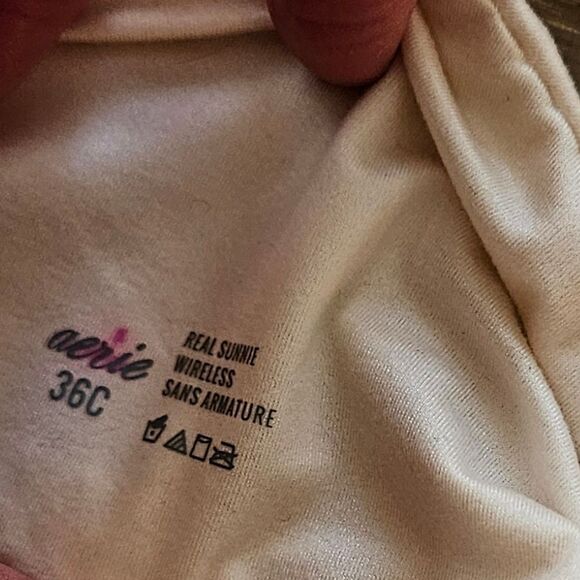 aerie
36C
REAL SUNNIE
WIRELESS
SANS ARMATURE